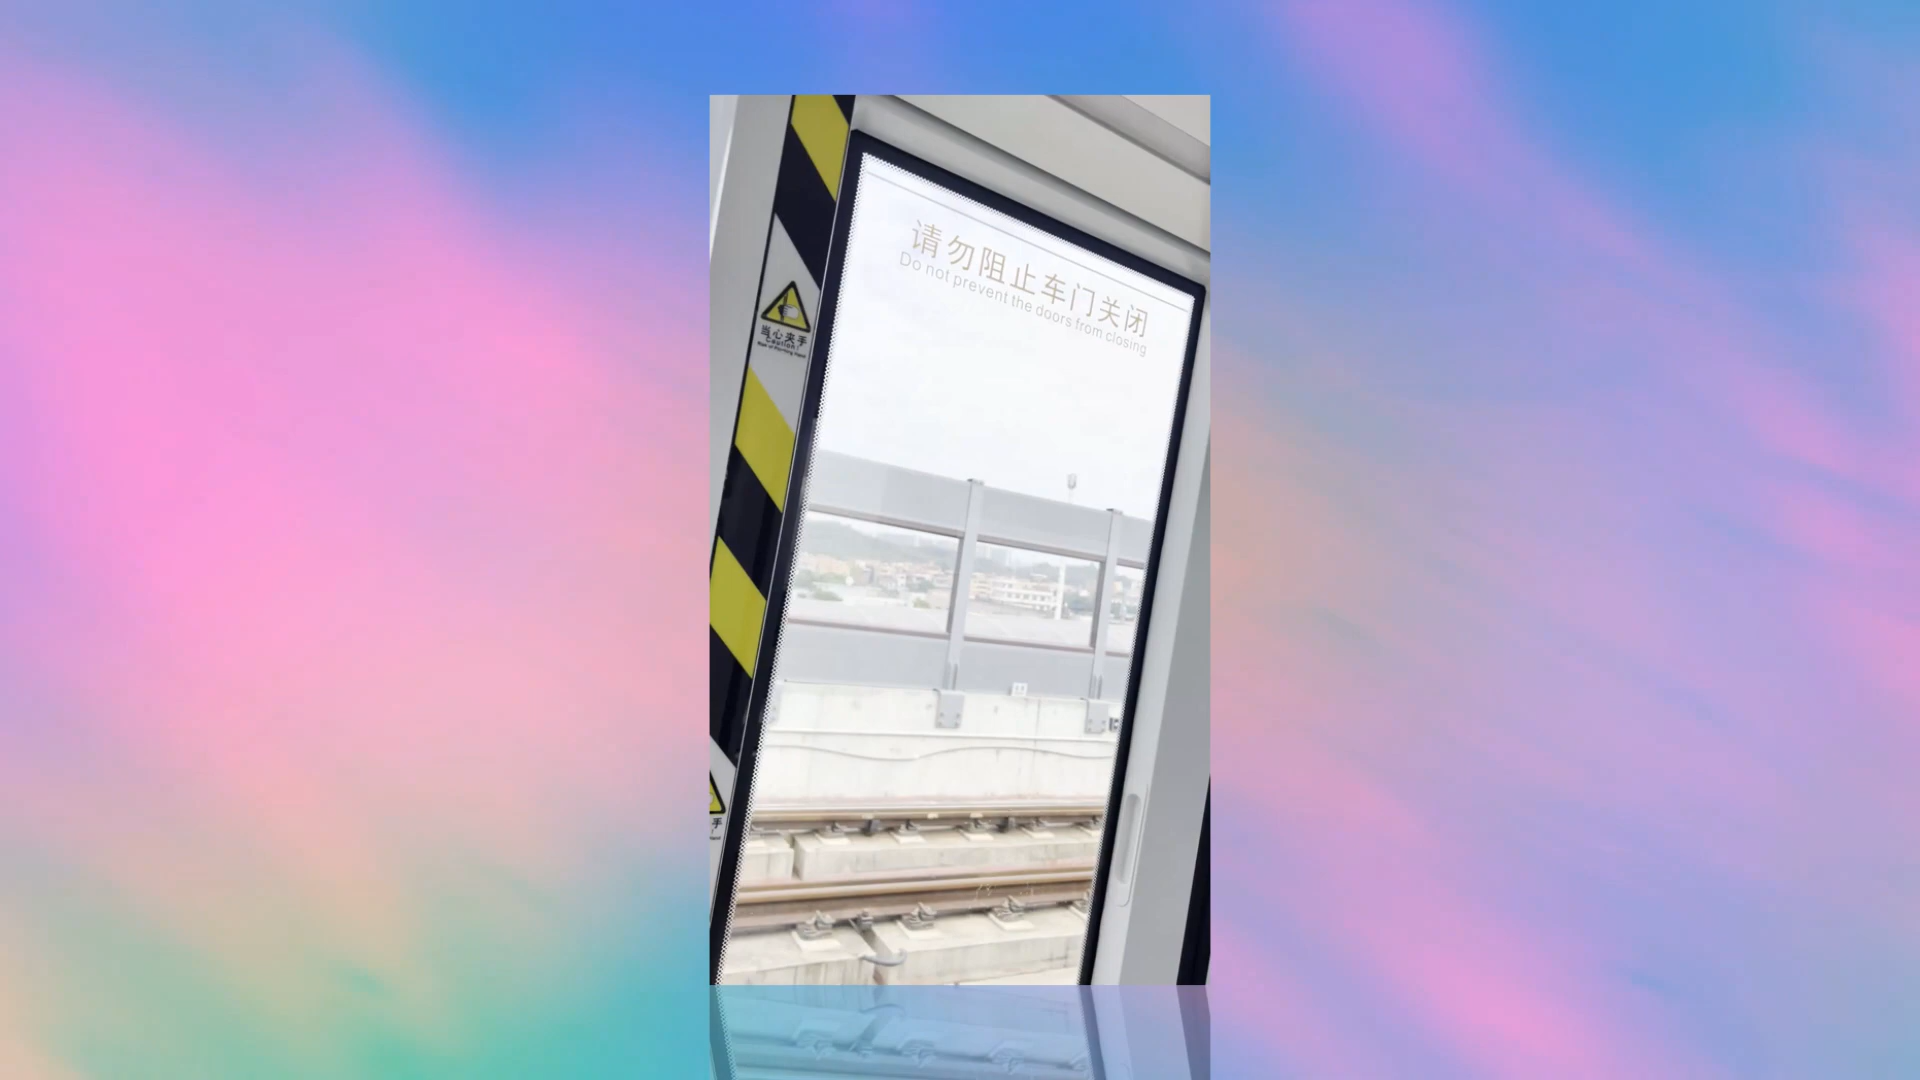 请勿阻止车门关闭
Do not prevent the doors from closing
当心夹手
Caution!
手